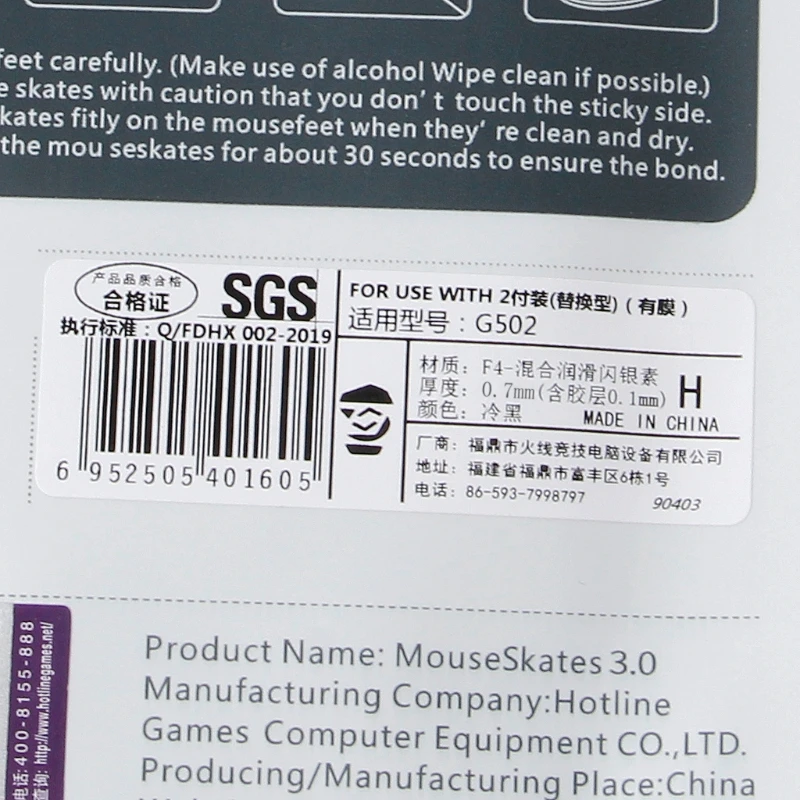 feet carefully. (Make use of alcohol Wipe clean if possible.)
e skates with caution that you don't touch the sticky side.
kates fitly on the mousefeet when they're clean and dry.
the mou seskates for about 30 seconds to ensure the bond.
产品品质合格
合格证
SGS
执行标准：Q/FDHX 002-2019
6 952505 401605
FOR USE WITH 2付装(替换型)（有膜）
适用型号：G502
材质：F4-混合润滑闪银素
厚度：0.7mm(含胶层0.1mm)
H
颜色：冷黑
MADE IN CHINA
厂商：福鼎市火线竞技电脑设备有限公司
地址：福建省福鼎市富丰区6栋1号
电话：86-593-7998797
90403
电话:400-8155-888
查询: http://www.hotlinegames.net/
Product Name: MouseSkates 3.0
Manufacturing Company:Hotline
Games Computer Equipment CO.,LTD.
Producing/Manufacturing Place:China